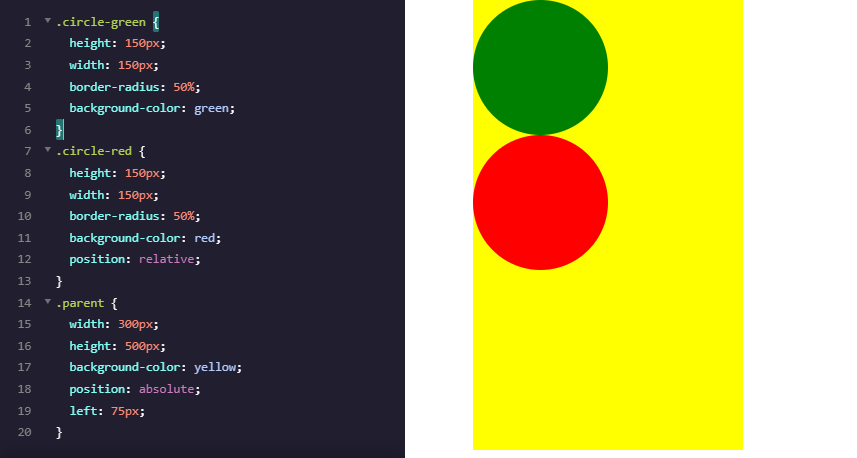 1 .circle-green {
2 height: 150px;
3 width: 150px;
4 border-radius: 50%;
5 background-color: green;
6 }
7 .circle-red {
8 height: 150px;
9 width: 150px;
10 border-radius: 50%;
11 background-color: red;
12 position: relative;
13 }
14 .parent {
15 width: 300px;
16 height: 500px;
17 background-color: yellow;
18 position: absolute;
19 left: 75px;
20 }